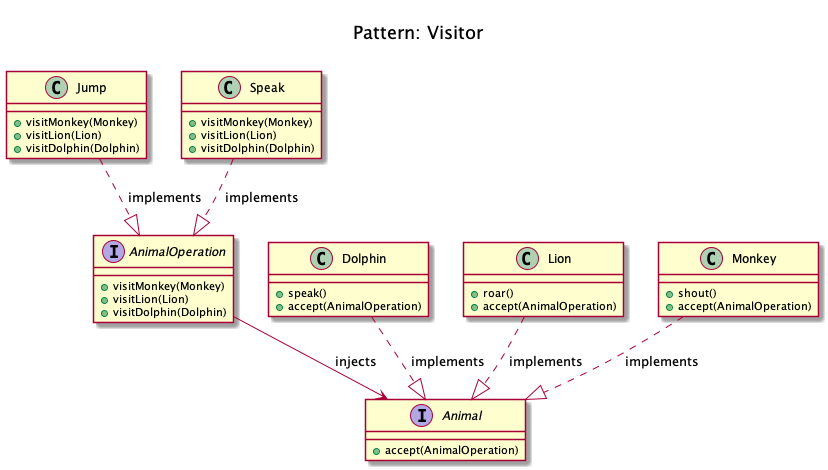 Pattern: Visitor
C Jump
visitMonkey(Monkey)
visitLion(Lion)
visitDolphin(Dolphin)
C Speak
visitMonkey(Monkey)
visitLion(Lion)
visitDolphin(Dolphin)
implements
implements
I AnimalOperation
visitMonkey(Monkey)
visitLion(Lion)
visitDolphin(Dolphin)
C Dolphin
speak()
accept(AnimalOperation)
C Lion
roar()
accept(AnimalOperation)
C Monkey
shout()
accept(AnimalOperation)
injects
implements
implements
implements
I Animal
accept(AnimalOperation)